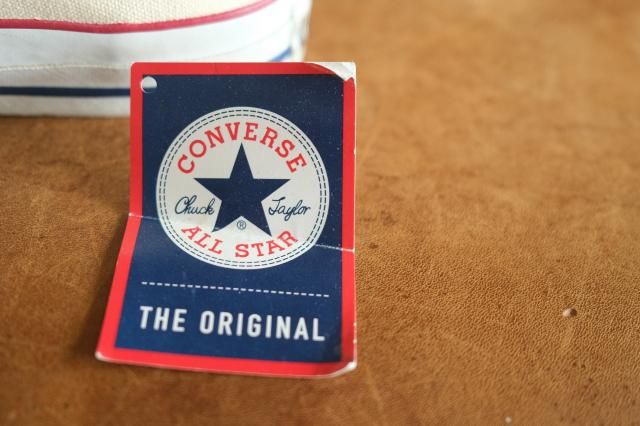 CONVERSE
Chuck Taylor
®
ALL STAR
THE ORIGINAL